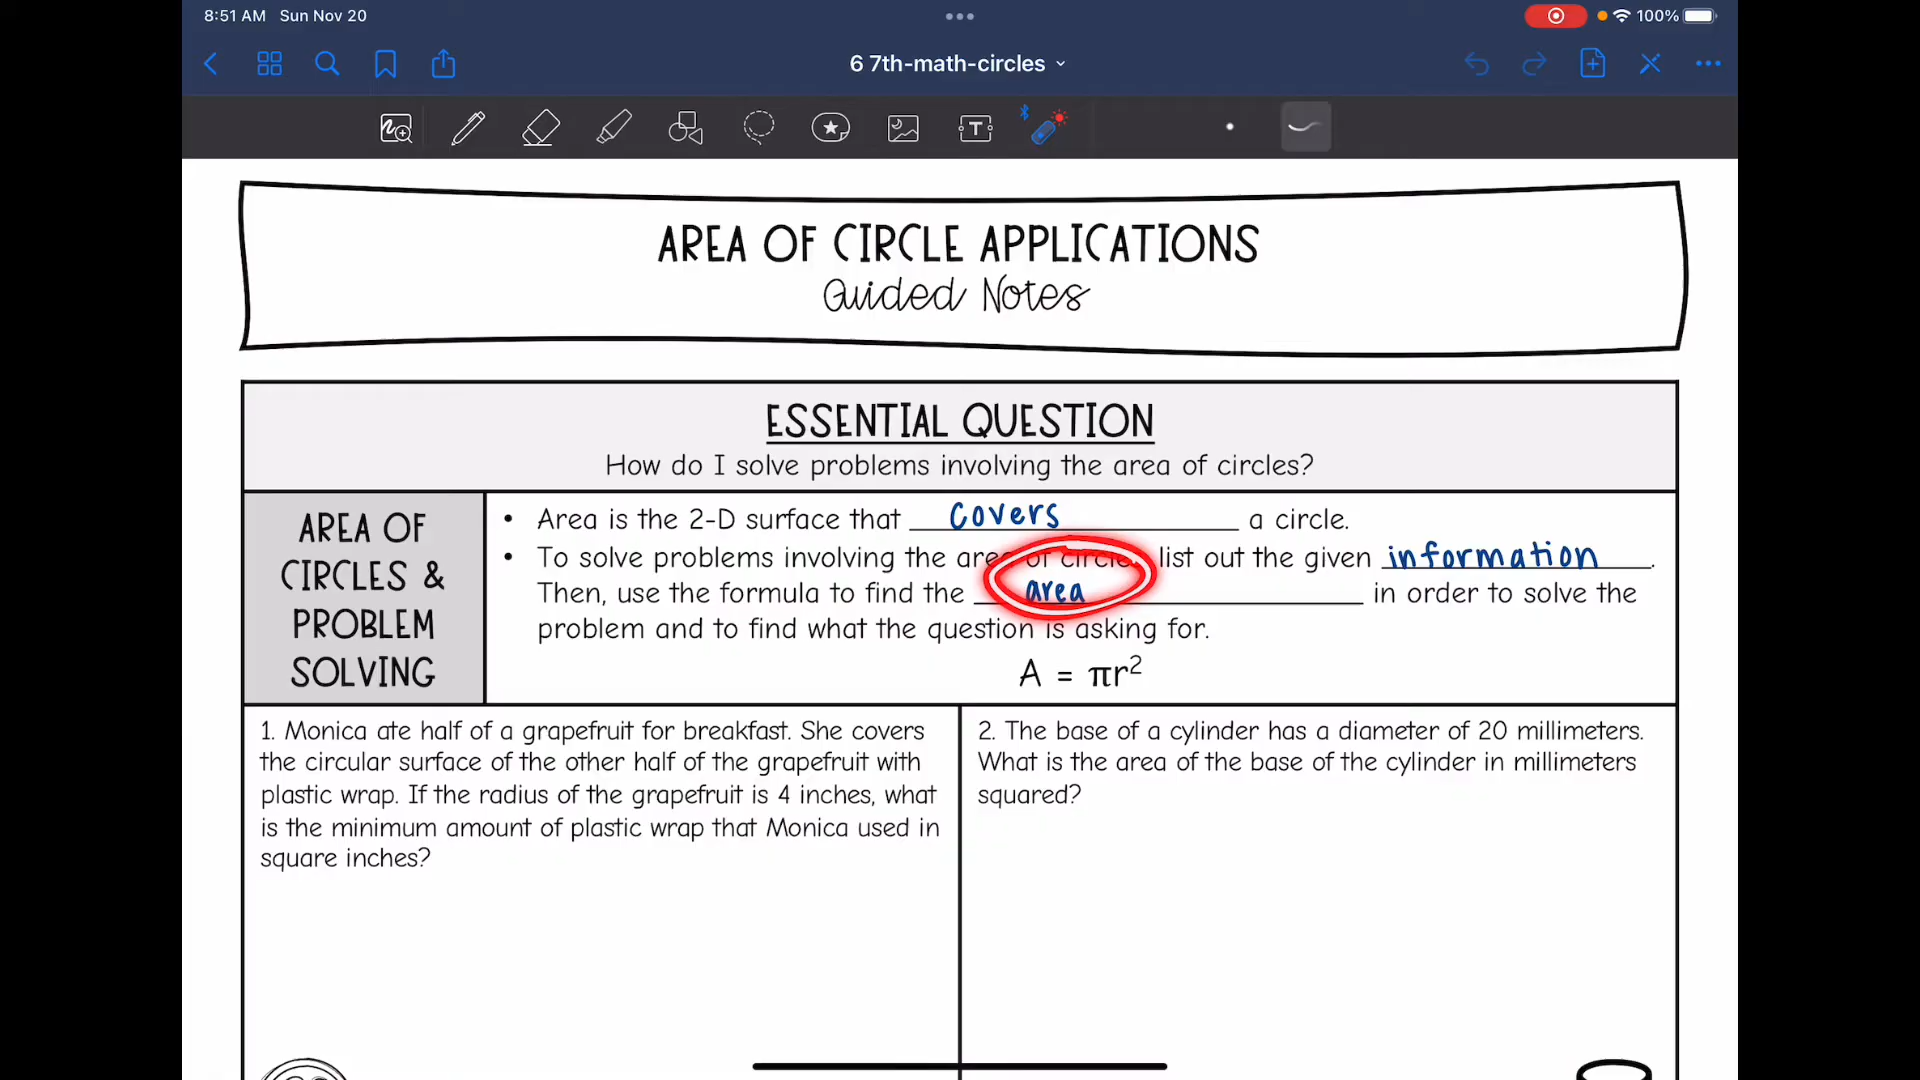 8:51 AM Sun Nov 20
100%
6 7th-math-circles
AREA OF CIRCLE APPLICATIONS
Guided Notes
ESSENTIAL QUESTION
How do I solve problems involving the area of circles?
AREA OF
CIRCLES &
PROBLEM
SOLVING
• Area is the 2-D surface that covers a circle.
• To solve problems involving the area of circle, list out the given information.
Then, use the formula to find the area in order to solve the
problem and to find what the question is asking for.
A = πr²
1. Monica ate half of a grapefruit for breakfast. She covers
the circular surface of the other half of the grapefruit with
plastic wrap. If the radius of the grapefruit is 4 inches, what
is the minimum amount of plastic wrap that Monica used in
square inches?
2. The base of a cylinder has a diameter of 20 millimeters.
What is the area of the base of the cylinder in millimeters
squared?